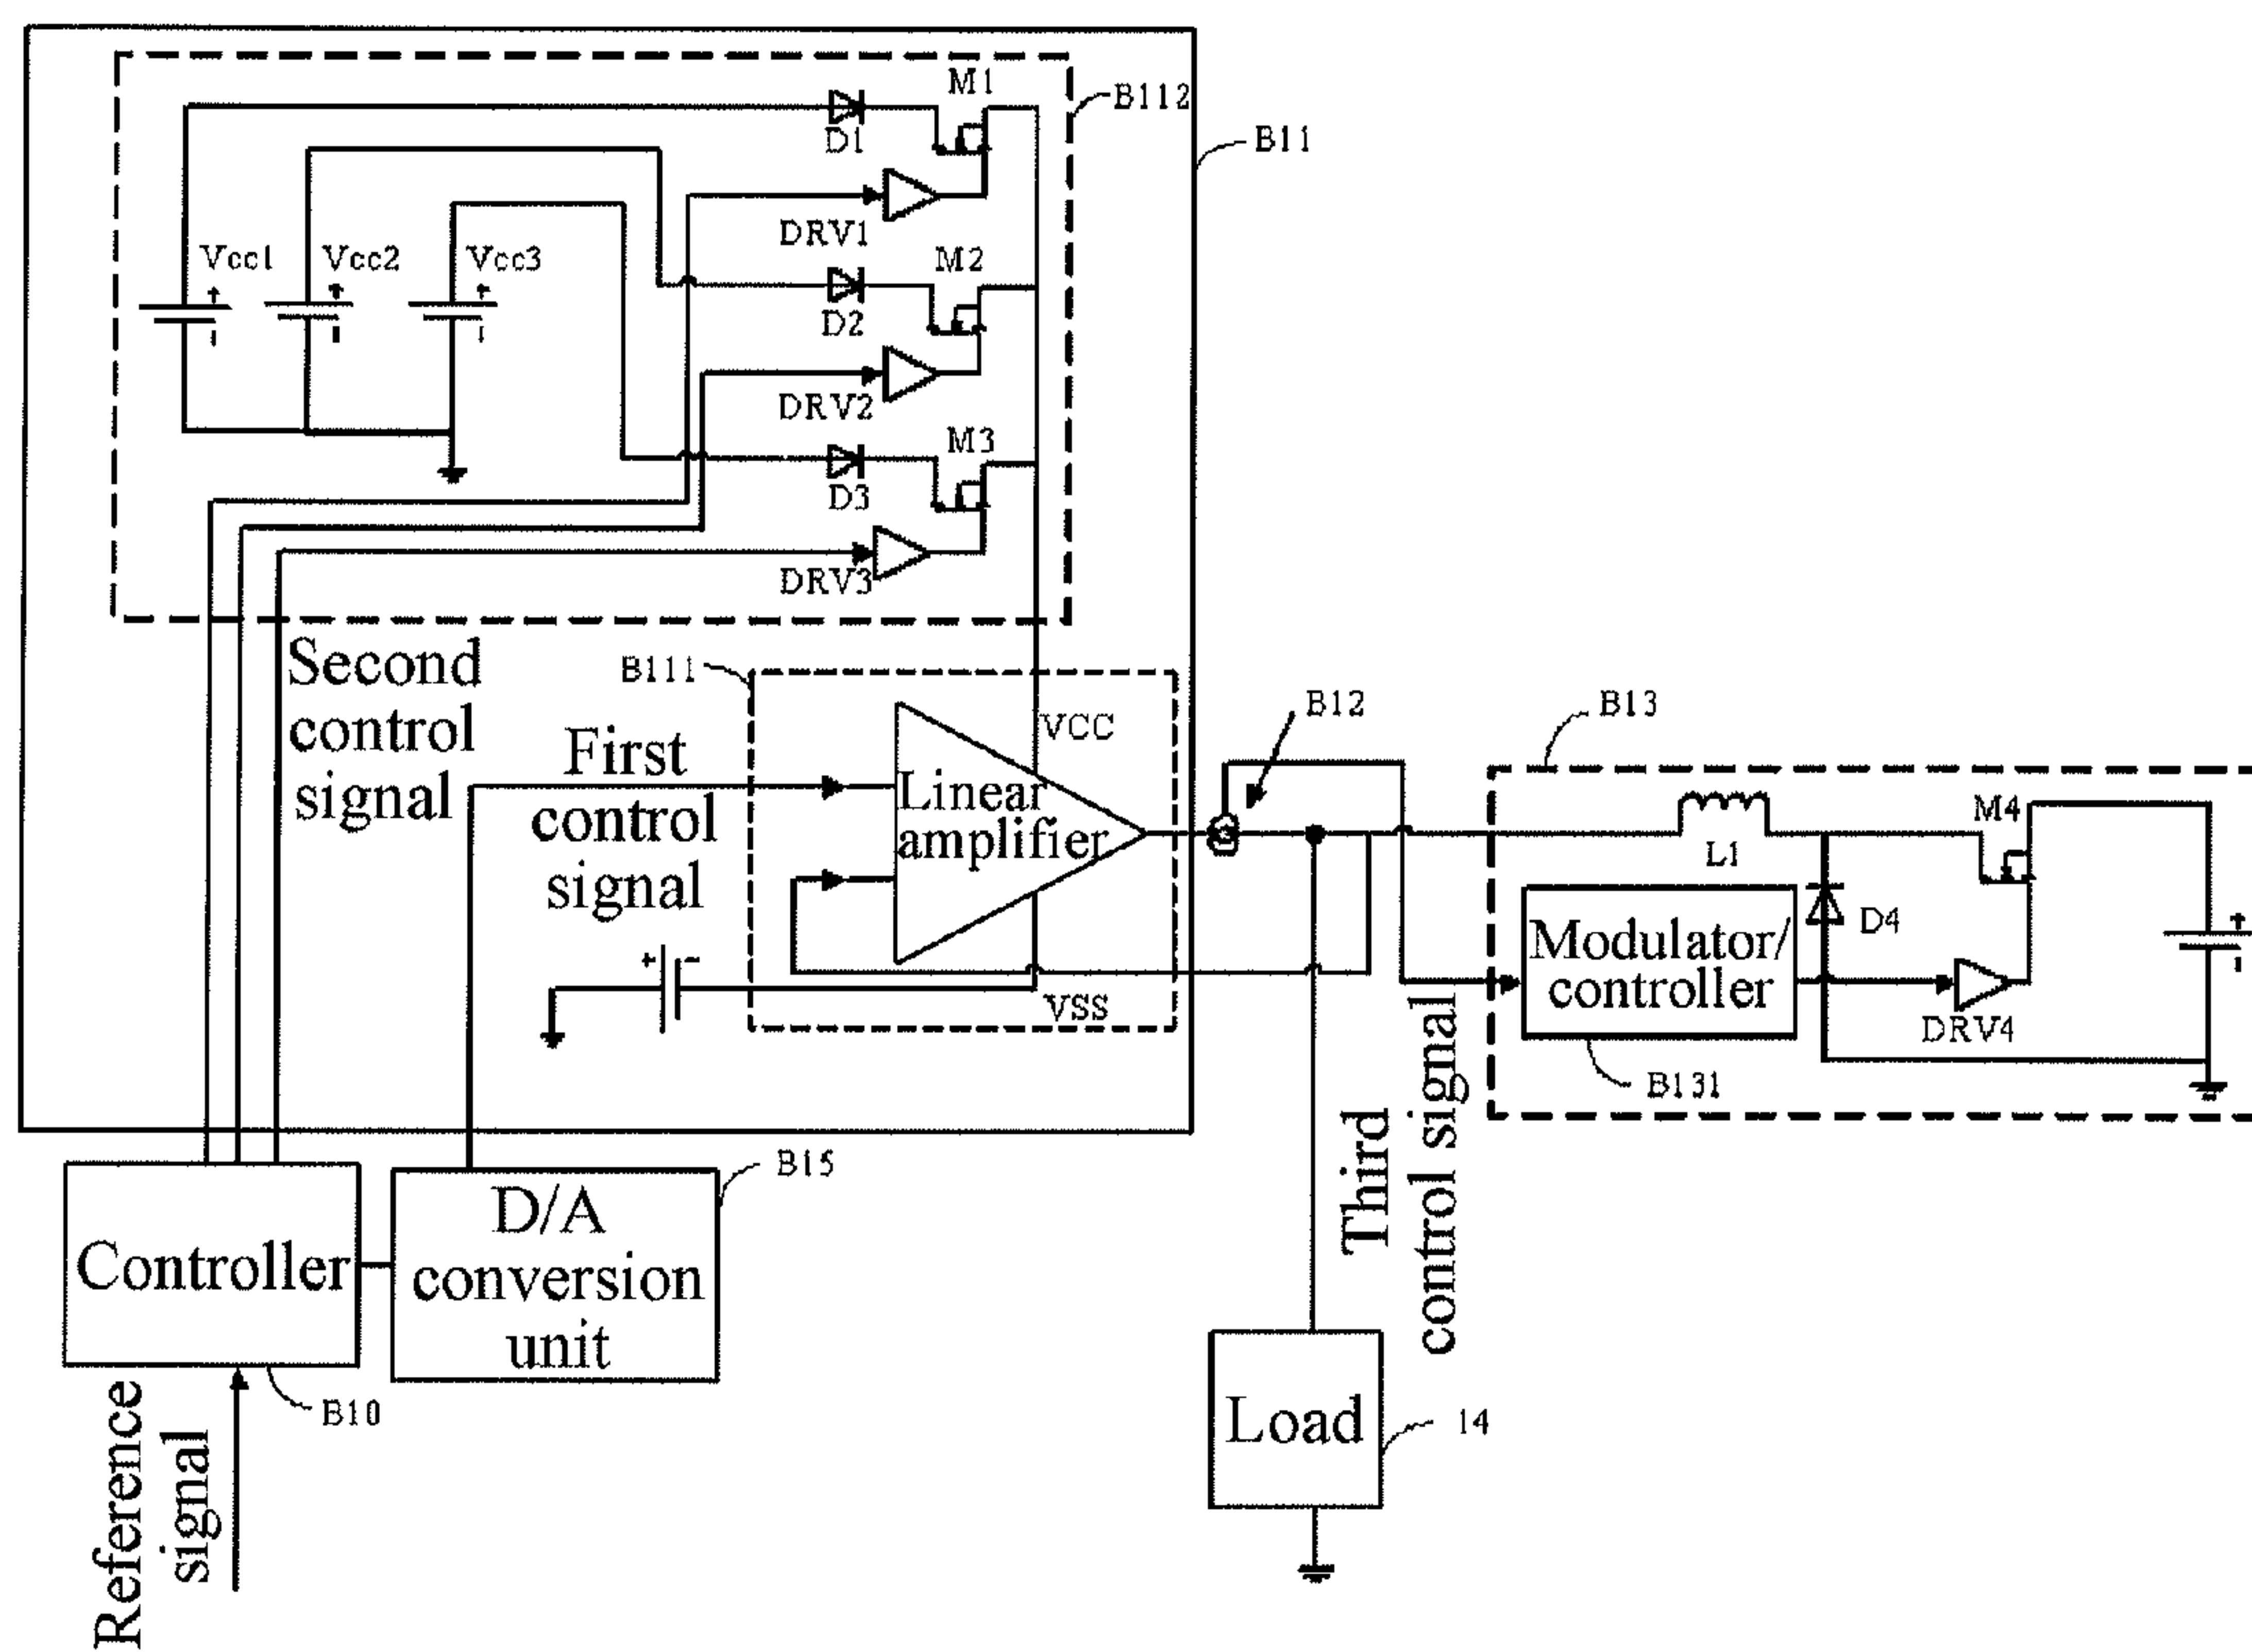 M1
B112
D1
B11
DRV1
Vcc1
Vcc2
Vcc3
M2
D2
DRV2
M3
D3
DRV3
Second
control
signal
B111
VCC
First
control
signal
Linear
amplifier
+
-
VSS
B12
B13
M4
L1
D4
Modulator/
controller
DRV4
B131
Third
control signal
B15
Controller
D/A
conversion
unit
B10
Reference
signal
Load
14